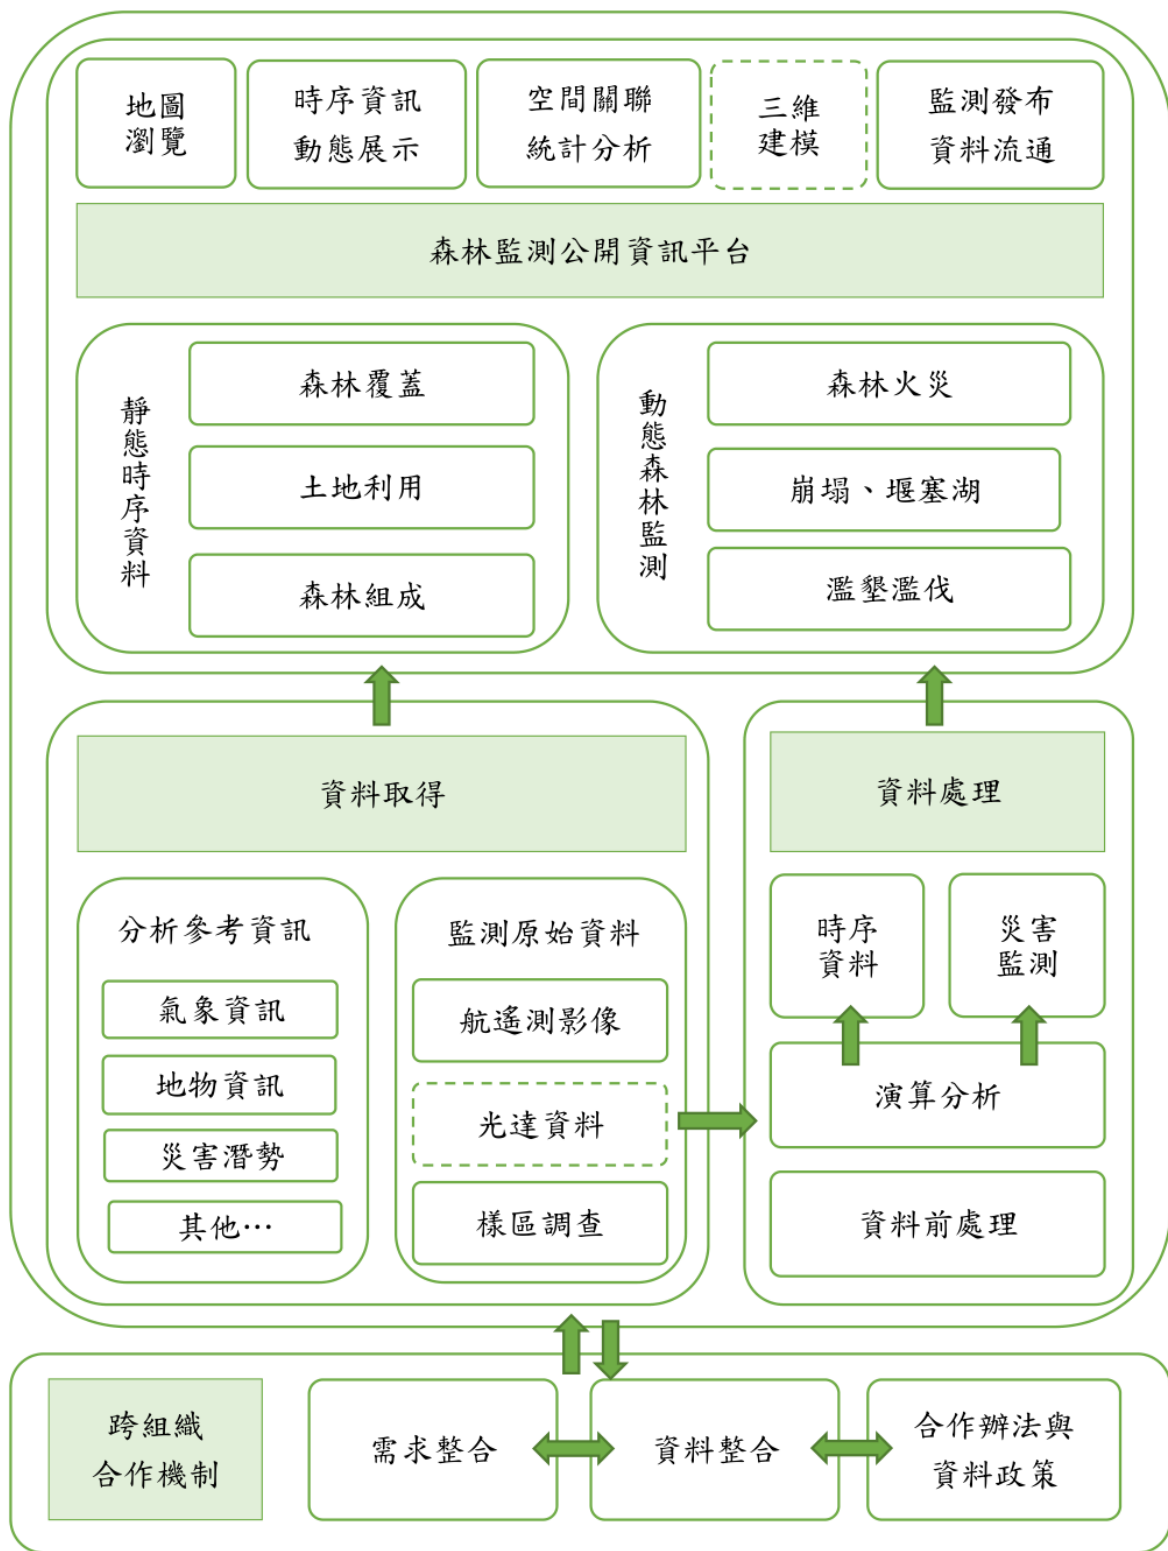 地圖
瀏覽
時序資訊
動態展示
空間關聯
統計分析
三維
建模
監測發布
資料流通
森林監測公開資訊平台
靜態時序資料
森林覆蓋
土地利用
森林組成
動態森林監測
森林火災
崩塌、堰塞湖
濫墾濫伐
資料取得
分析參考資訊
氣象資訊
地物資訊
災害潛勢
其他…
監測原始資料
航遙測影像
光達資料
樣區調查
資料處理
時序
資料
災害
監測
演算分析
資料前處理
跨組織
合作機制
需求整合
資料整合
合作辦法與
資料政策